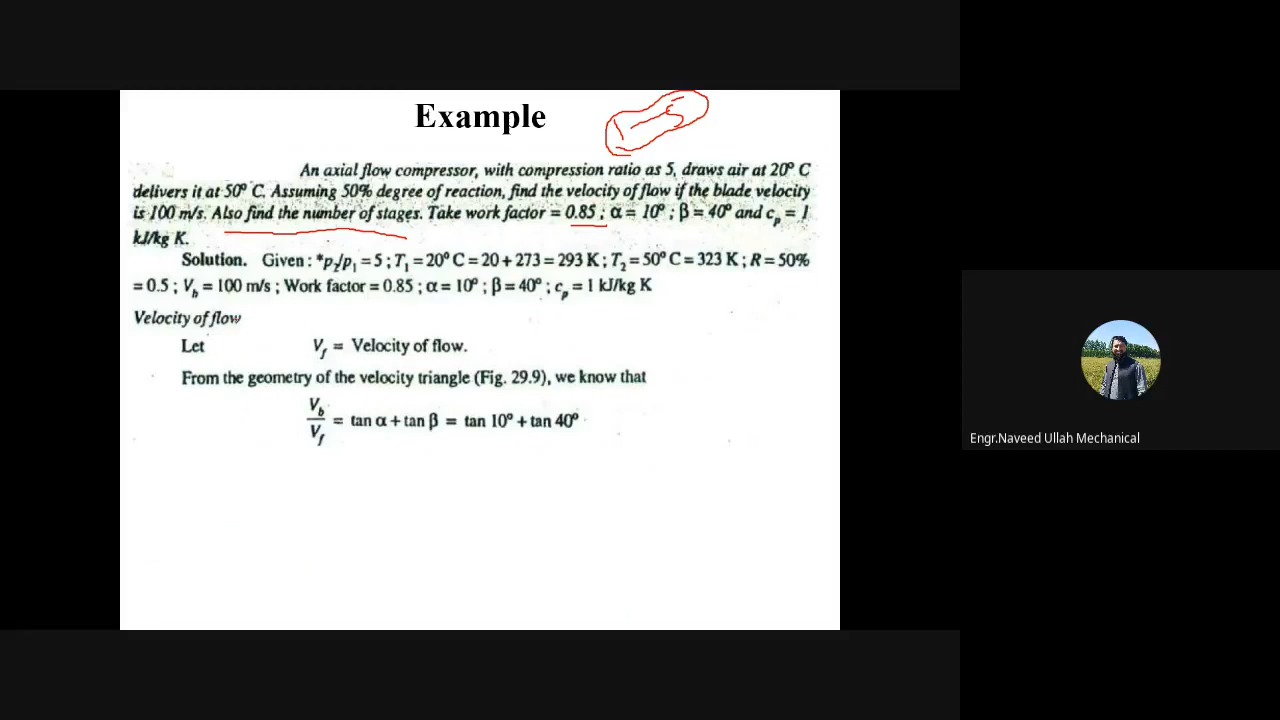 Example
An axial flow compressor, with compression ratio as 5, draws air at 20° C
delivers it at 50° C. Assuming 50% degree of reaction, find the velocity of flow if the blade velocity
is 100 m/s. Also find the number of stages. Take work factor = 0.85 ; α = 10° ; β = 40° and cp = 1
kJ/kg K.
Solution. Given : *p2/p1 = 5 ; T1 = 20° C = 20 + 273 = 293 K ; T2 = 50° C = 323 K ; R = 50%
= 0.5 ; Vb = 100 m/s ; Work factor = 0.85 ; α = 10° ; β = 40° ; cp = 1 kJ/kg K
Velocity of flow
Let Vf = Velocity of flow.
From the geometry of the velocity triangle (Fig. 29.9), we know that
Vb/Vf = tan α + tan β = tan 10° + tan 40°
Engr.Naveed Ullah Mechanical